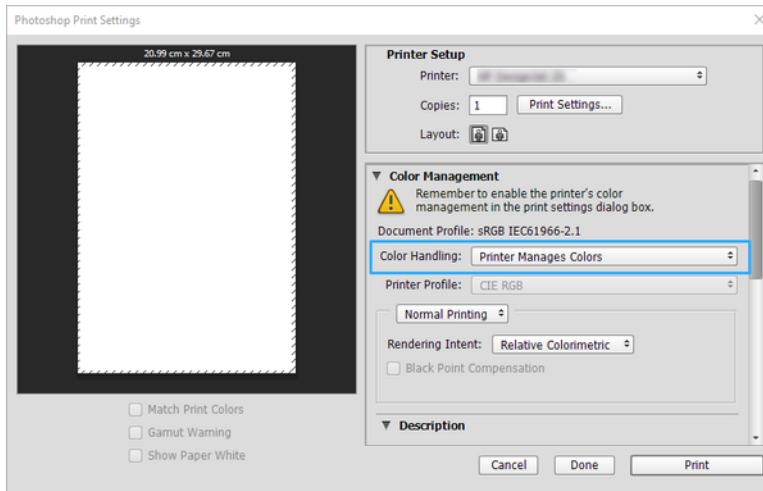 Photoshop Print Settings
20.99 cm x 29.67 cm
Match Print Colors
Gamut Warning
Show Paper White
Printer Setup
Printer:
Copies: 1 Print Settings...
Layout:
Color Management
Remember to enable the printer's color
management in the print settings dialog box.
Document Profile: sRGB IEC61966-2.1
Color Handling: Printer Manages Colors
Printer Profile: CIE RGB
Normal Printing
Rendering Intent: Relative Colorimetric
Black Point Compensation
Description
Cancel Done Print